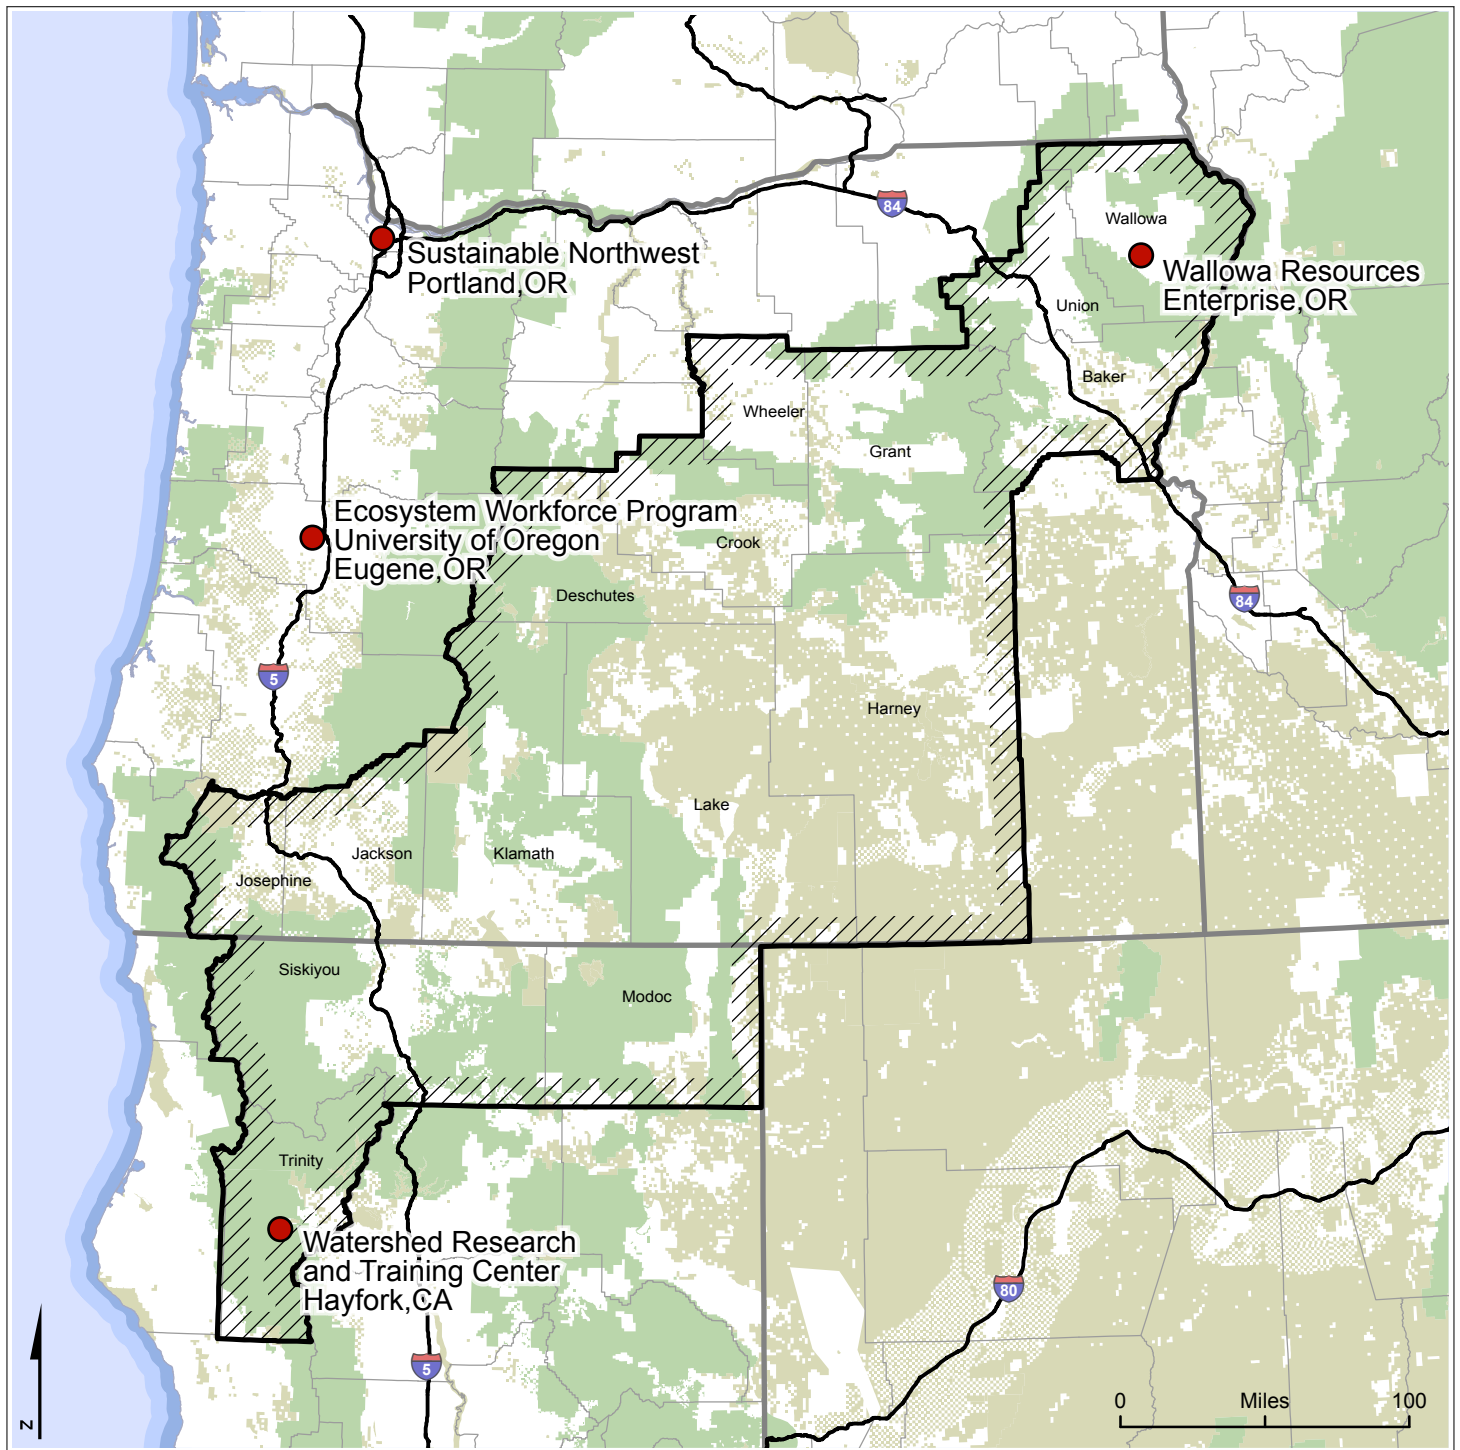 84
Wallowa
Sustainable Northwest
Portland,OR
Wallowa Resources
Enterprise,OR
Union
Baker
Wheeler
Grant
Ecosystem Workforce Program
University of Oregon
Eugene,OR
Crook
Deschutes
84
5
Harney
Lake
Jackson
Klamath
Josephine
Siskiyou
Modoc
Trinity
Watershed Research
and Training Center
Hayfork,CA
80
5
0 Miles 100
N